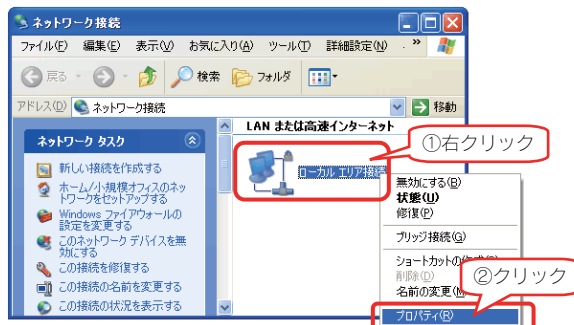 ネットワーク接続
ファイル(F) 編集(E) 表示(V) お気に入り(A) ツール(T) 詳細設定(N) . »
戻る 検索 フォルダ
アドレス(D) ネットワーク接続 移動
ネットワーク タスク
新しい接続を作成する
ホーム/小規模オフィスのネッ
トワークをセットアップする
Windows ファイアウォールの
設定を変更する
このネットワーク デバイスを無
効にする
この接続を修復する
この接続の名前を変更する
この接続の状況を表示する
LAN または高速インターネット
①右クリック
ローカル エリア接続
無効にする(B)
状態(U)
修復(P)
ブリッジ接続(G)
ショートカットの
削除(D)
名前の変更(M
②クリック
プロパティ(R)